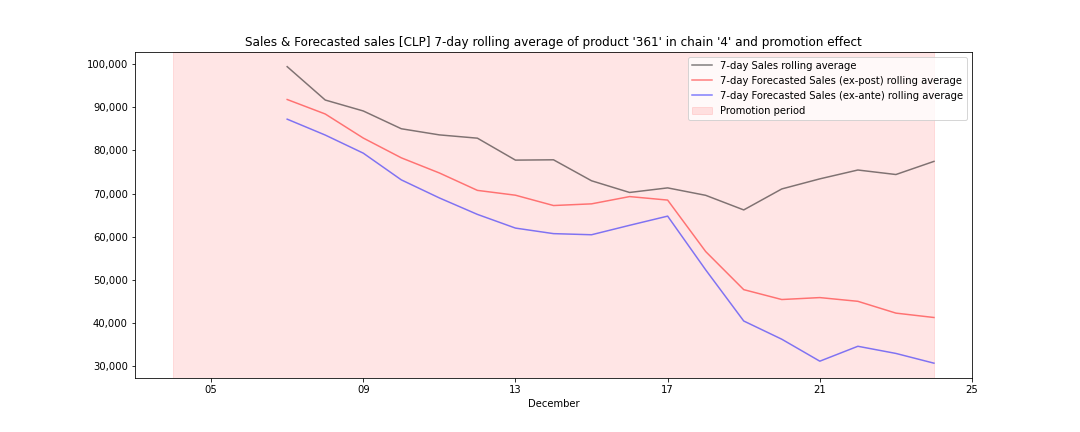 Sales & Forecasted sales [CLP] 7-day rolling average of product '361' in chain '4' and promotion effect
7-day Sales rolling average
7-day Forecasted Sales (ex-post) rolling average
7-day Forecasted Sales (ex-ante) rolling average
Promotion period
100,000
90,000
80,000
70,000
60,000
50,000
40,000
30,000
05 09 13 17 21 25
December